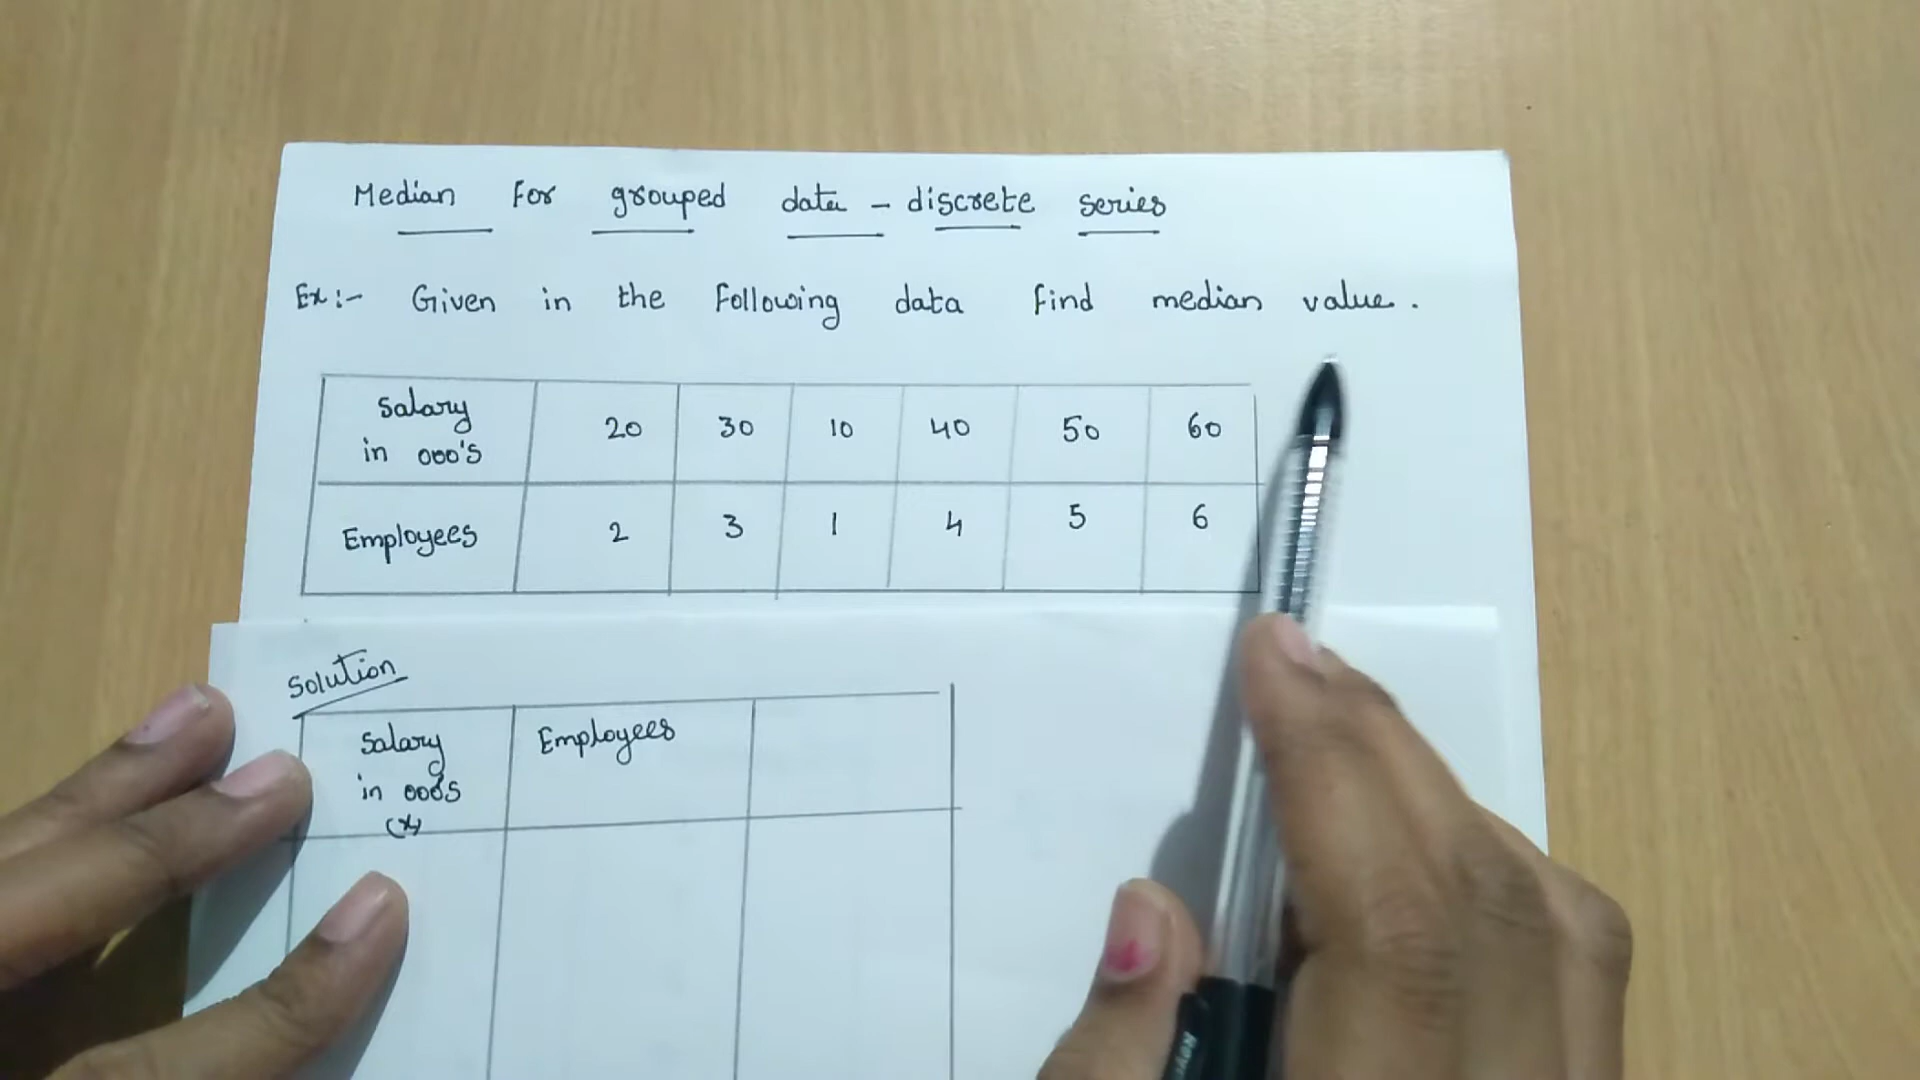 Median for grouped data - discrete series
Ex:- Given in the following data find median value.
Salary in 000's 20 30 10 40 50 60
Employees 2 3 1 4 5 6
Solution
Salary Employees
in 000's
(x)